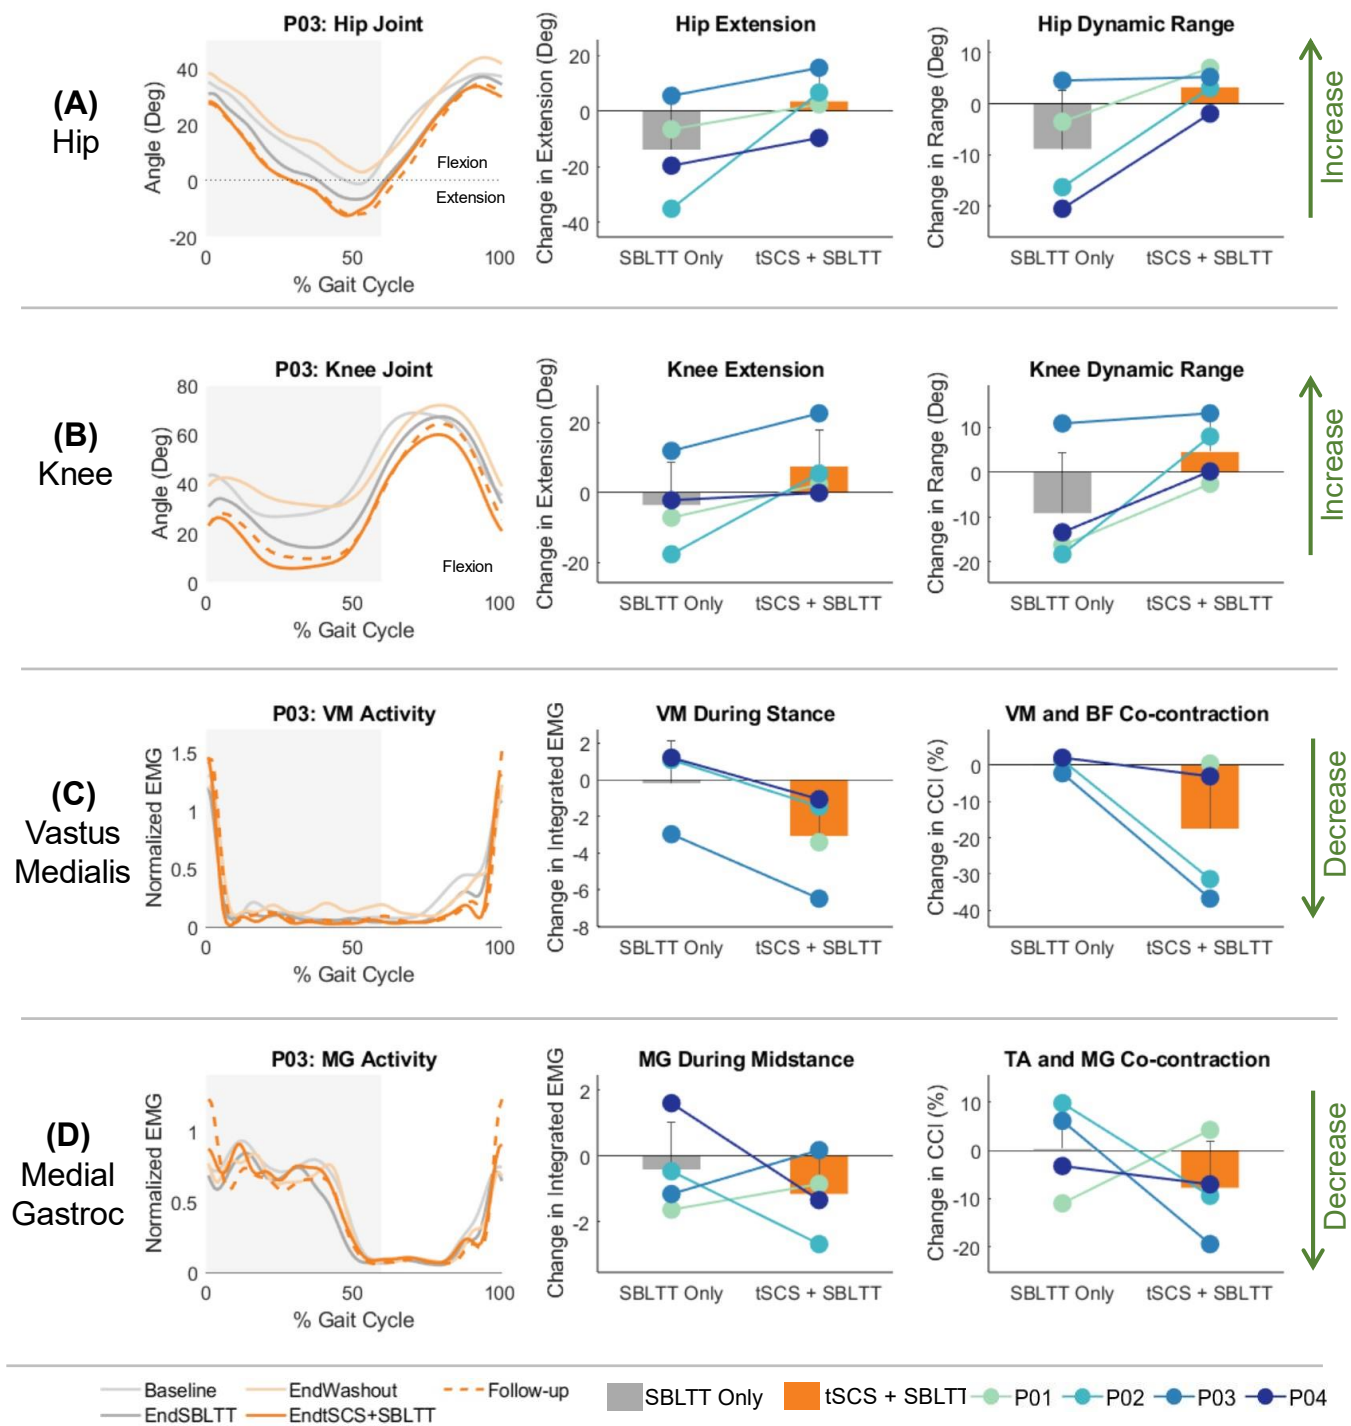 P03: Hip Joint
Hip Extension
Hip Dynamic Range
(A)
Hip
Angle (Deg)
40
20
0
-20
Flexion
Extension
0
50
100
% Gait Cycle
Change in Extension (Deg)
20
0
-20
-40
SBLTT Only
tSCS + SBLTT
Change in Range (Deg)
10
0
-10
-20
SBLTT Only
tSCS + SBLTT
Increase
P03: Knee Joint
Knee Extension
Knee Dynamic Range
(B)
Knee
Angle (Deg)
80
60
40
20
0
Flexion
0
50
100
% Gait Cycle
Change in Extension (Deg)
20
0
-20
SBLTT Only
tSCS + SBLTT
Change in Range (Deg)
10
0
-10
-20
SBLTT Only
tSCS + SBLTT
Increase
P03: VM Activity
VM During Stance
VM and BF Co-contraction
(C)
Vastus
Medialis
Normalized EMG
1.5
1
0.5
0
0
50
100
% Gait Cycle
Change in Integrated EMG
2
0
-2
-4
-6
-8
SBLTT Only
tSCS + SBLTT
Change in CCI (%)
0
-10
-20
-30
-40
SBLTT Only
tSCS + SBLTT
Decrease
P03: MG Activity
MG During Midstance
TA and MG Co-contraction
(D)
Medial
Gastroc
Normalized EMG
1
0.5
0
0
50
100
% Gait Cycle
Change in Integrated EMG
2
0
-2
SBLTT Only
tSCS + SBLTT
Change in CCI (%)
10
0
-10
-20
SBLTT Only
tSCS + SBLTT
Decrease
Baseline
EndWashout
Follow-up
EndSBLTT
EndtSCS+SBLTT
SBLTT Only
tSCS + SBLTT
P01
P02
P03
P04